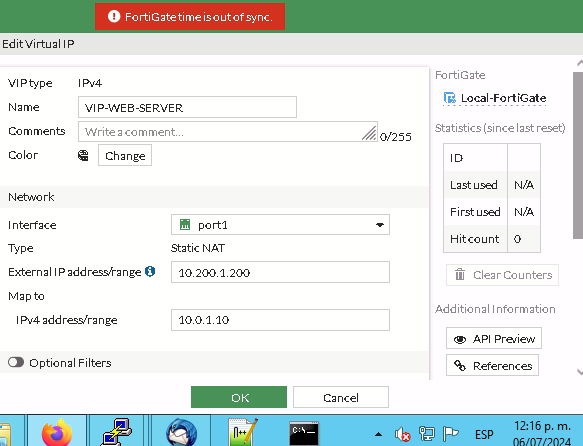 FortiGate time is out of sync.
Edit Virtual IP
VIP type IPv4
Name VIP-WEB-SERVER
Comments Write a comment... 0/255
Color Change
Network
Interface port1
Type Static NAT
External IP address/range 10.200.1.200
Map to
IPv4 address/range 10.0.1.10
Optional Filters
FortiGate
Local-FortiGate
Statistics (since last reset)
ID
Last used N/A
First used N/A
Hit count 0
Clear Counters
Additional Information
API Preview
References
OK Cancel
ESP 12:16 p. m.
06/07/2024